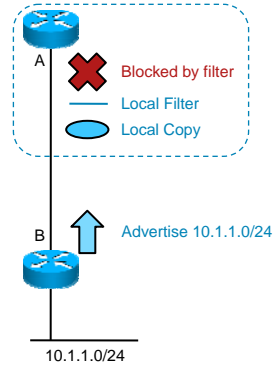 A
Blocked by filter
Local Filter
Local Copy
B
Advertise 10.1.1.0/24
10.1.1.0/24